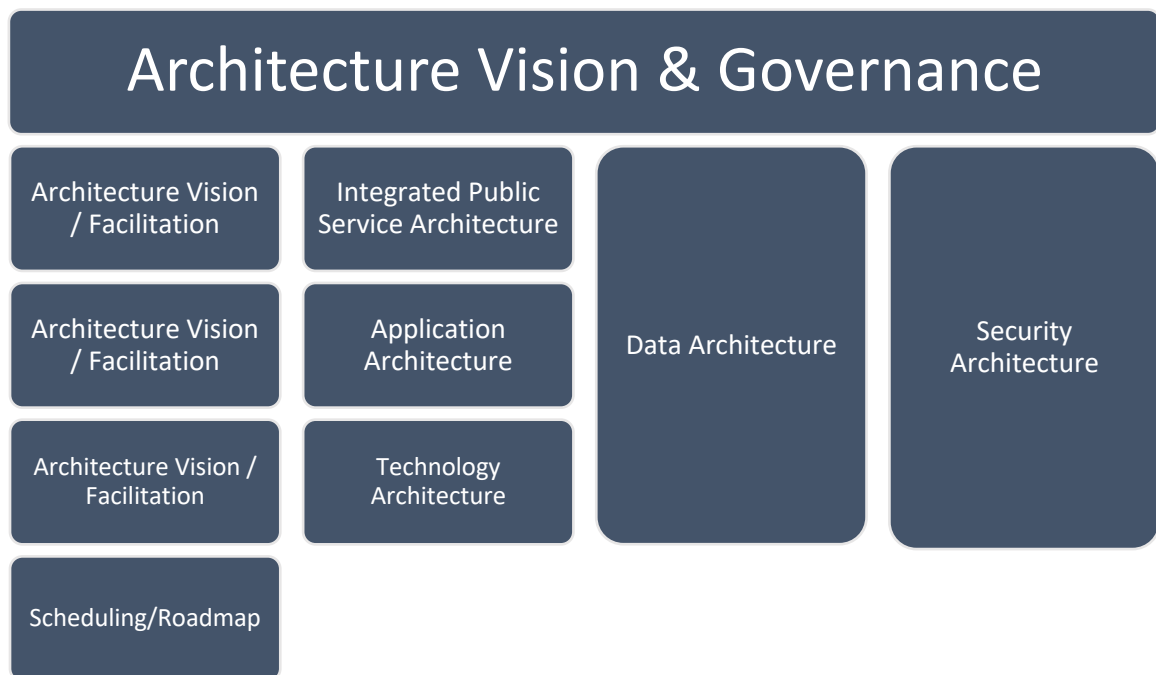 Architecture Vision & Governance
Architecture Vision
/ Facilitation
Architecture Vision
/ Facilitation
Architecture Vision /
Facilitation
Scheduling/Roadmap
Integrated Public
Service Architecture
Application
Architecture
Technology
Architecture
Data Architecture
Security
Architecture